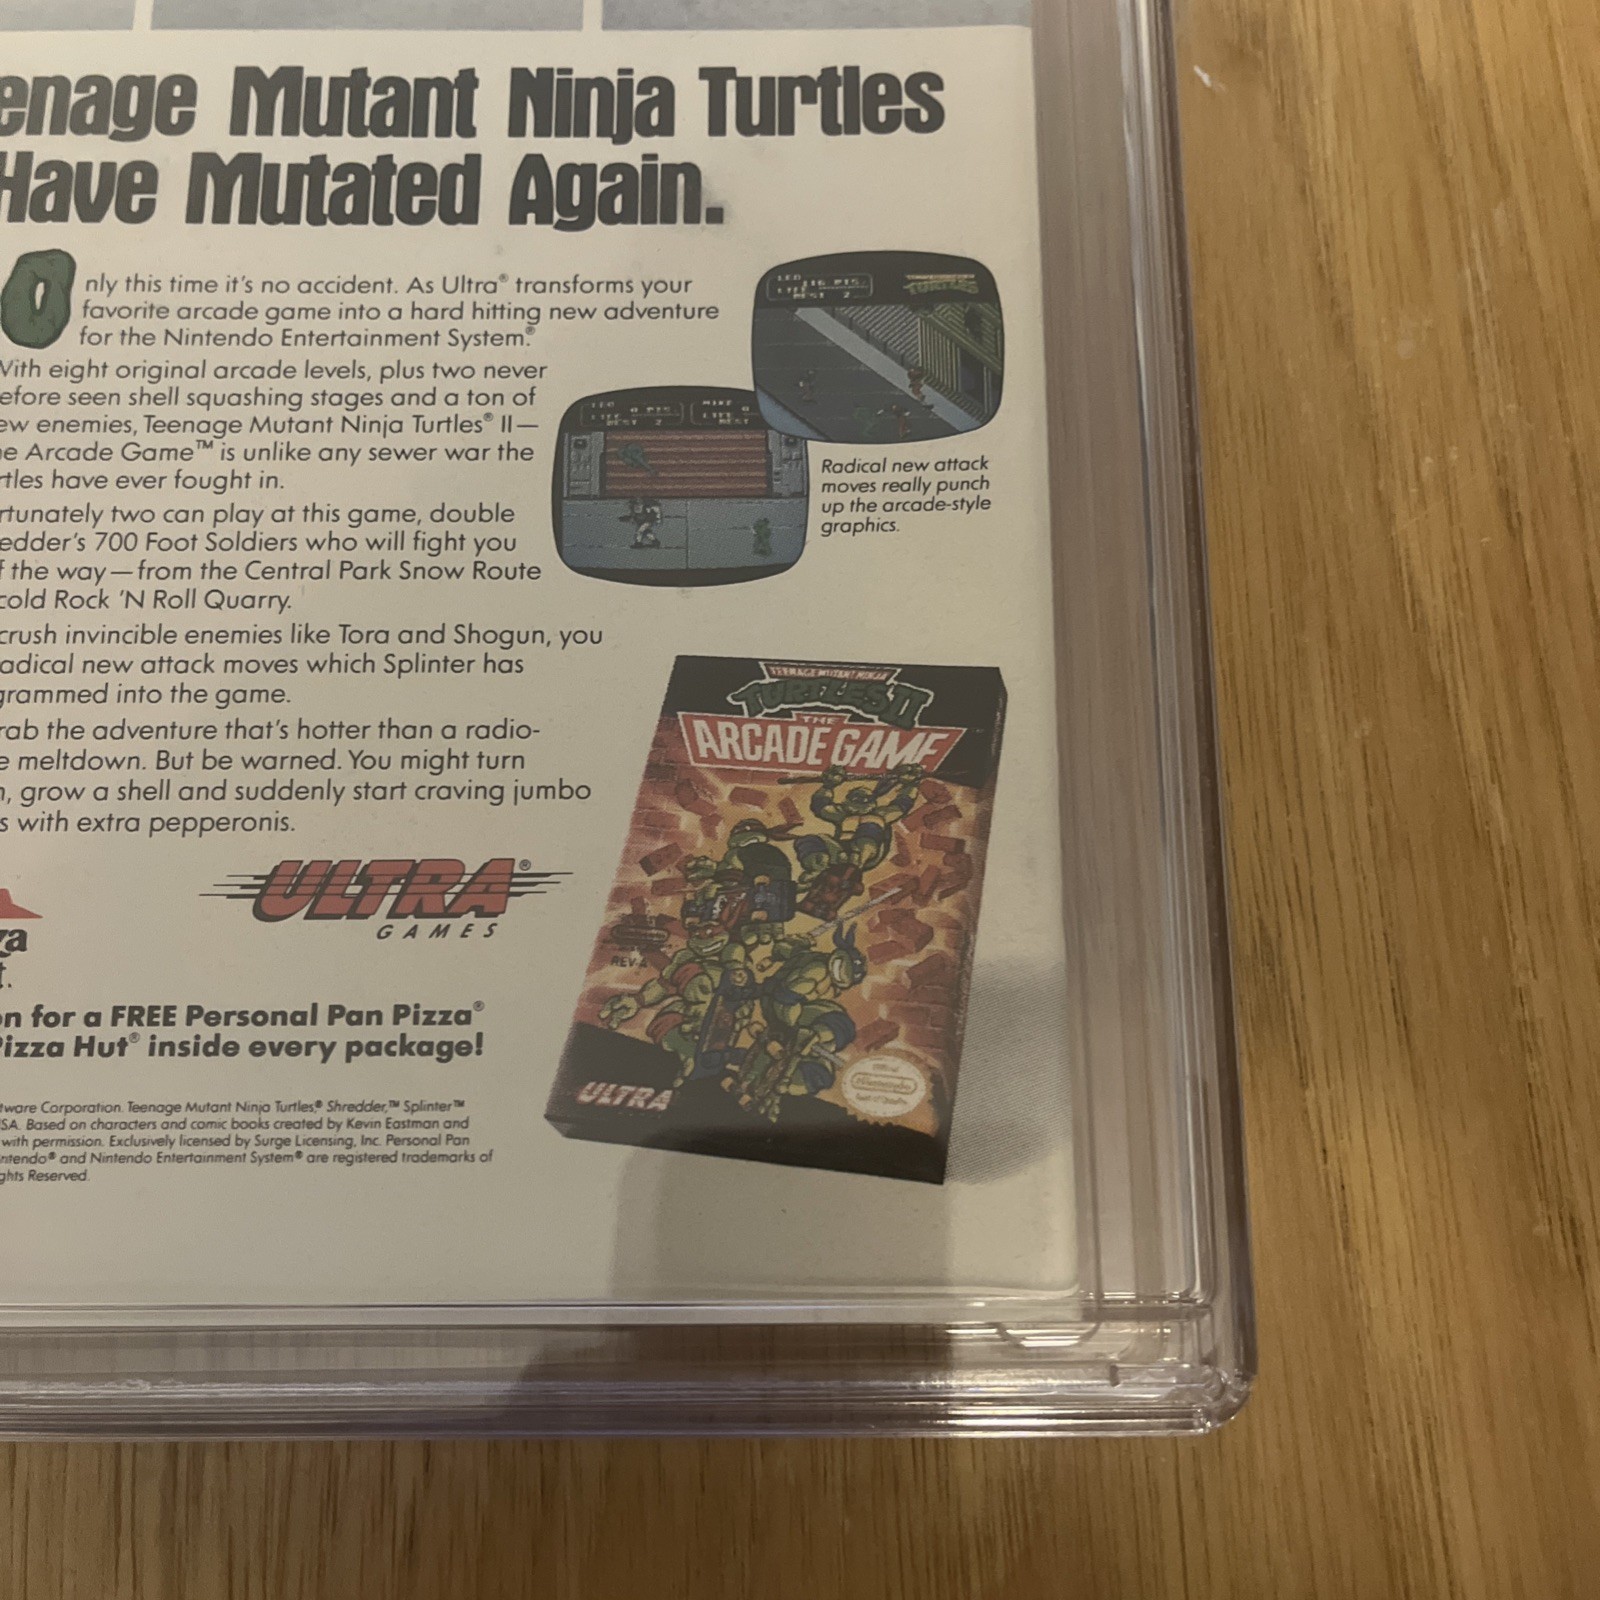 enage Mutant Ninja Turtles
Have Mutated Again.
Only this time it's no accident. As Ultra® transforms your
favorite arcade game into a hard hitting new adventure
for the Nintendo Entertainment System.®
With eight original arcade levels, plus two never
efore seen shell squashing stages and a ton of
ew enemies, Teenage Mutant Ninja Turtles® II—
e Arcade Game™ is unlike any sewer war the
rtles have ever fought in.
rtunately two can play at this game, double
edder's 700 Foot Soldiers who will fight you
f the way—from the Central Park Snow Route
cold Rock 'N Roll Quarry.
crush invincible enemies like Tora and Shogun, you
adical new attack moves which Splinter has
grammed into the game.
rab the adventure that's hotter than a radio-
e meltdown. But be warned. You might turn
n, grow a shell and suddenly start craving jumbo
s with extra pepperonis.
Radical new attack
moves really punch
up the arcade-style
graphics.
TURTLES II
THE
ARCADE GAME
REV-A
ULTRA
ULTRA®
GAMES
za
t.
on for a FREE Personal Pan Pizza®
Pizza Hut® inside every package!
tware Corporation. Teenage Mutant Ninja Turtles,® Shredder,™ Splinter™
SA. Based on characters and comic books created by Kevin Eastman and
with permission. Exclusively licensed by Surge Licensing, Inc. Personal Pan
ntendo® and Nintendo Entertainment System® are registered trademarks of
ghts Reserved.